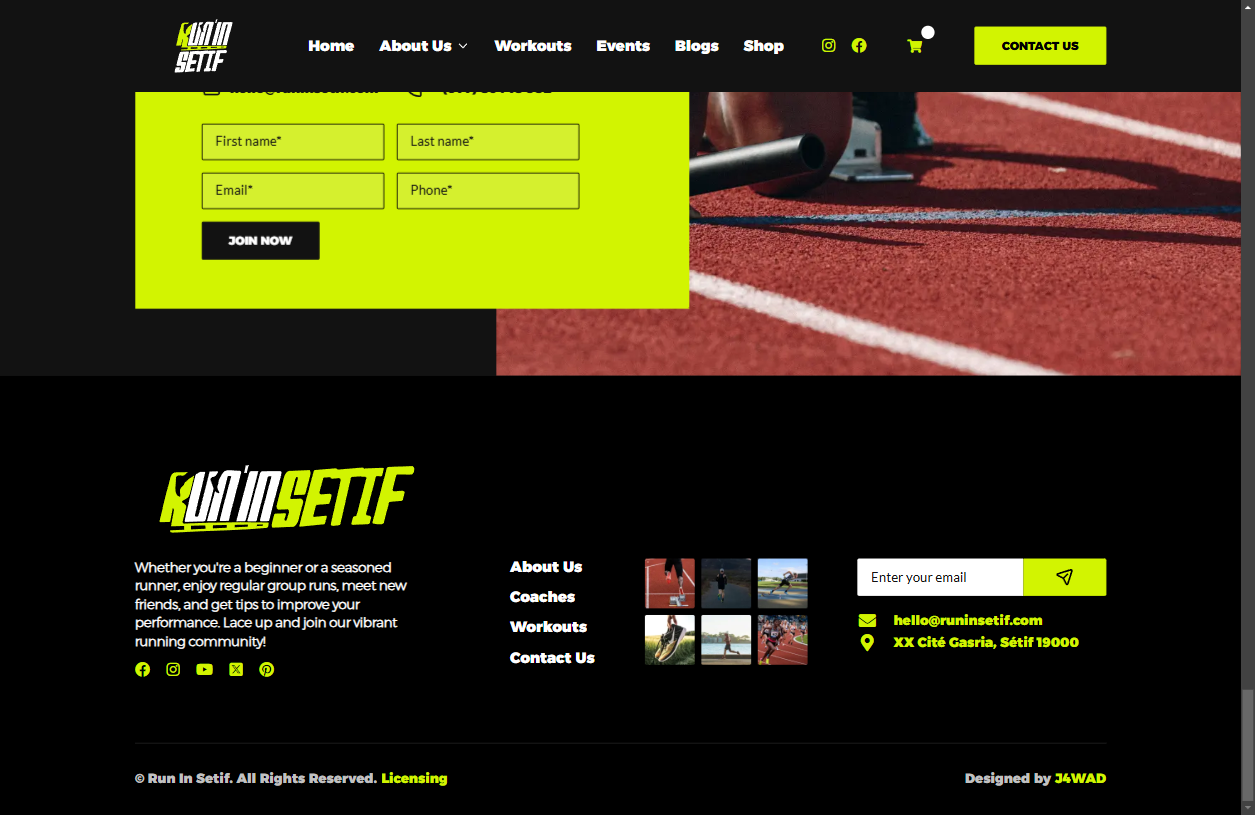 RUN'IN
SETIF
Home About Us Workouts Events Blogs Shop CONTACT US
First name* Last name*
Email* Phone*
JOIN NOW
RUN'IN SETIF
Whether you're a beginner or a seasoned
runner, enjoy regular group runs, meet new
friends, and get tips to improve your
performance. Lace up and join our vibrant
running community!
About Us
Coaches
Workouts
Contact Us
Enter your email
hello@runinsetif.com
XX Cité Gasria, Sétif 19000
© Run In Setif. All Rights Reserved. Licensing
Designed by J4WAD